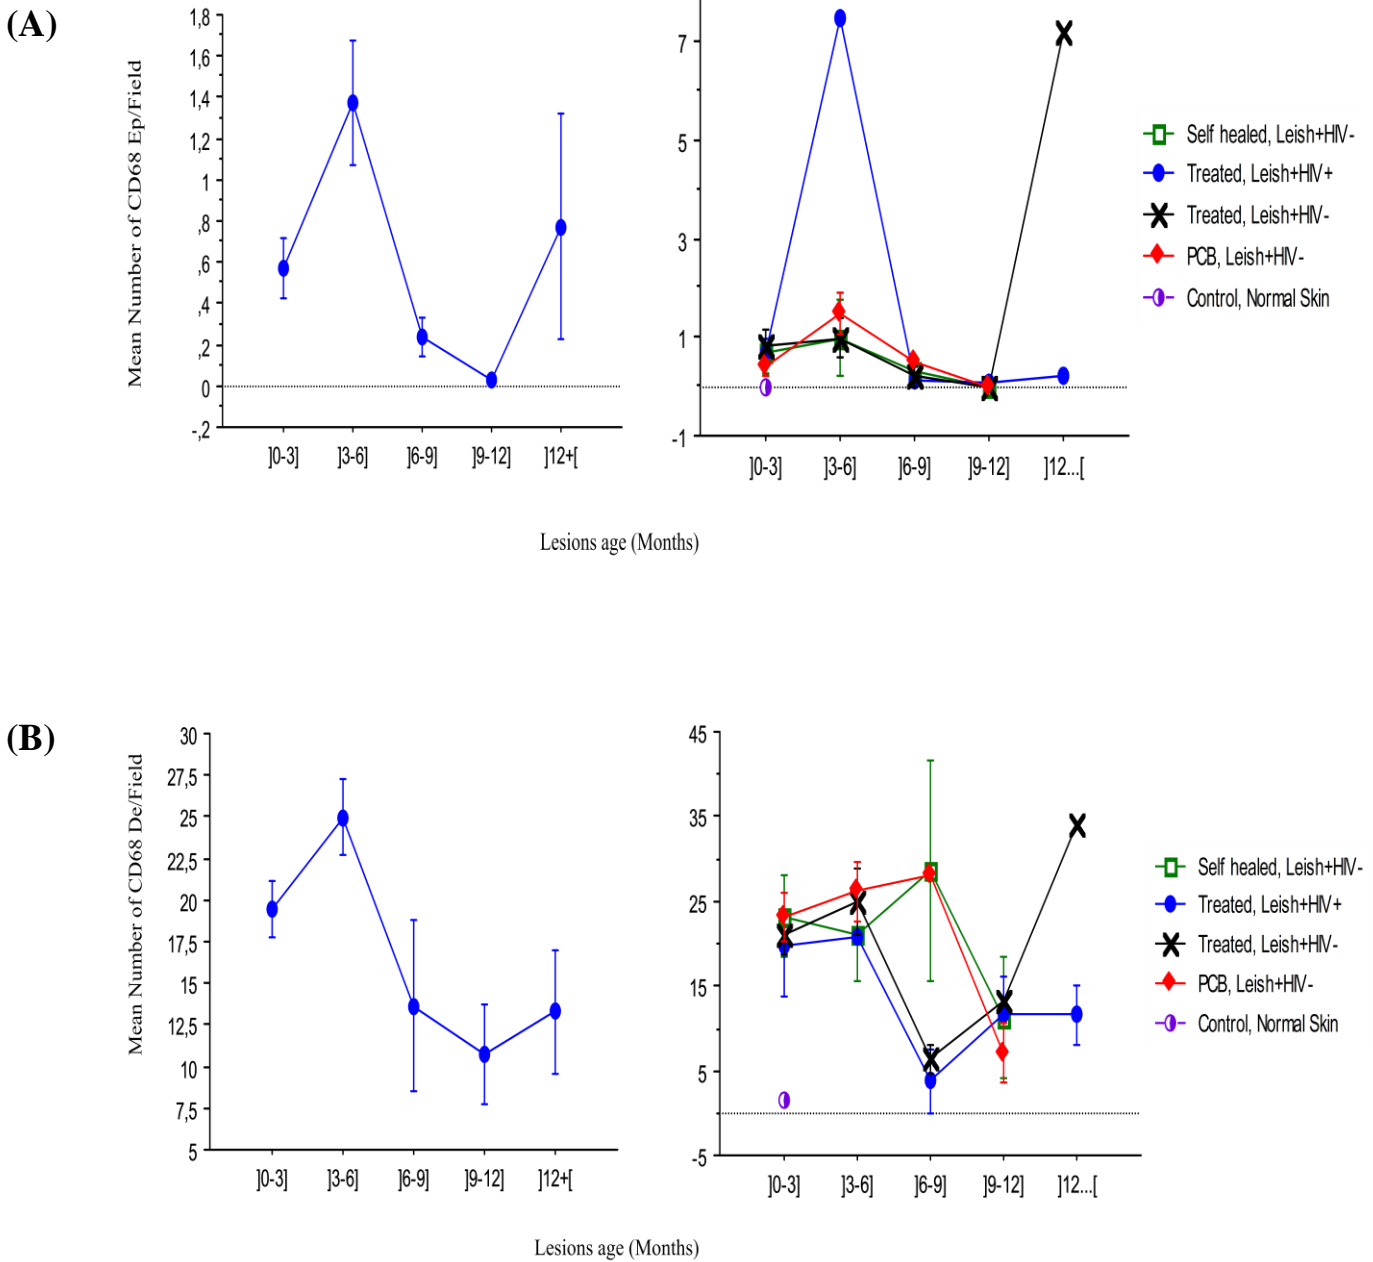 (A)
Mean Number of CD68 Ep/Field
1,8
1,6
1,4
1,2
1
,8
,6
,4
,2
0
-,2
]0-3] ]3-6] ]6-9] ]9-12] ]12+[
7
5
3
1
-1
]0-3] ]3-6] ]6-9] ]9-12] ]12...[
Self healed, Leish+HIV-
Treated, Leish+HIV+
Treated, Leish+HIV-
PCB, Leish+HIV-
Control, Normal Skin
Lesions age (Months)
(B)
Mean Number of CD68 De/Field
30
27,5
25
22,5
20
17,5
15
12,5
10
7,5
5
]0-3] ]3-6] ]6-9] ]9-12] ]12+[
45
35
25
15
5
-5
]0-3] ]3-6] ]6-9] ]9-12] ]12...[
Self healed, Leish+HIV-
Treated, Leish+HIV+
Treated, Leish+HIV-
PCB, Leish+HIV-
Control, Normal Skin
Lesions age (Months)